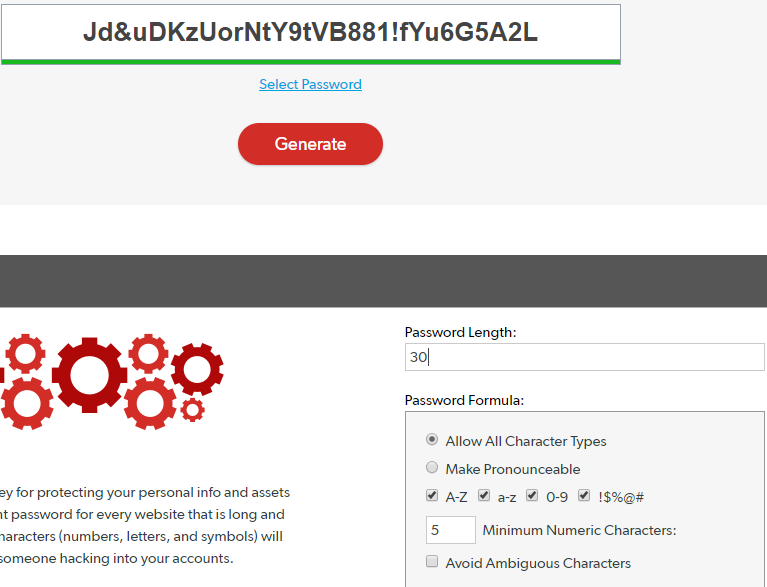 Jd&uDKzUorNtY9tVB881!fYu6G5A2L
Select Password
Generate
Password Length:
30
Password Formula:
Allow All Character Types
Make Pronounceable
A-Z a-z 0-9 !$%@#
5 Minimum Numeric Characters:
Avoid Ambiguous Characters
ey for protecting your personal info and assets
nt password for every website that is long and
haracters (numbers, letters, and symbols) will
someone hacking into your accounts.